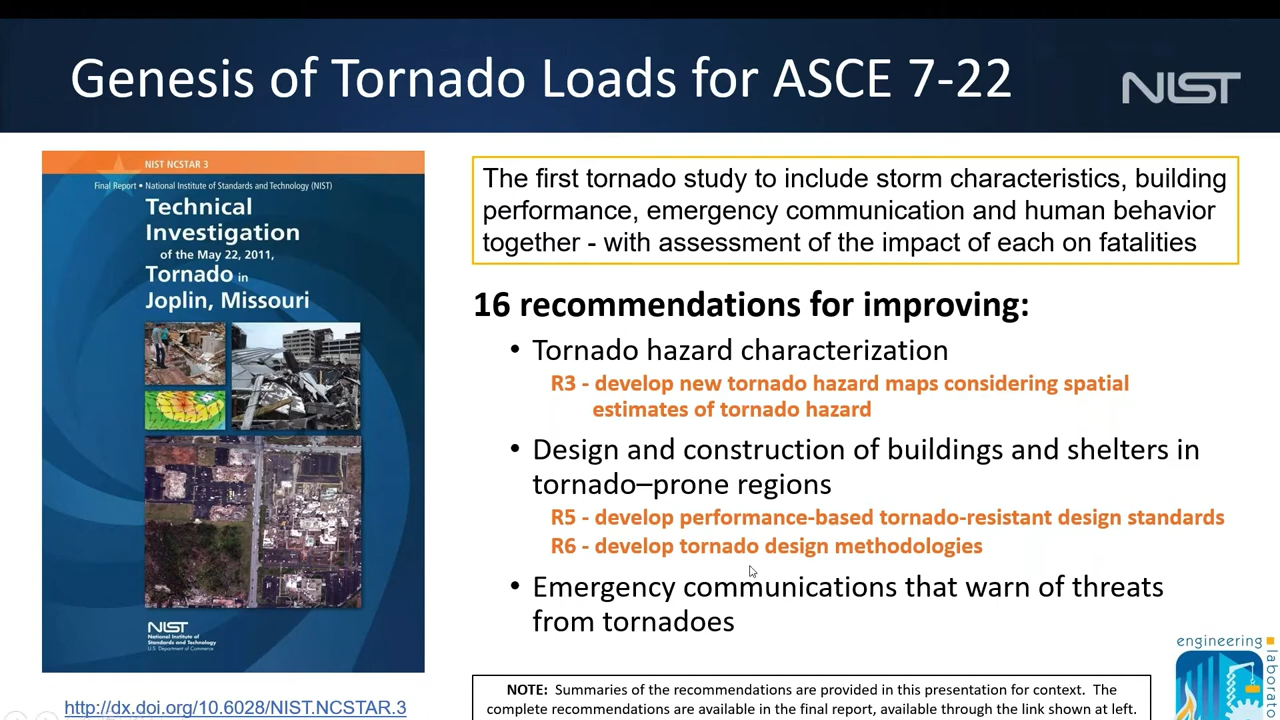 Genesis of Tornado Loads for ASCE 7-22
NIST
NIST NCSTAR 3
Final Report • National Institute of Standards and Technology (NIST)
Technical
Investigation
of the May 22, 2011,
Tornado in
Joplin, Missouri
NIST
National Institute of
Standards and Technology
U.S. Department of Commerce
http://dx.doi.org/10.6028/NIST.NCSTAR.3
The first tornado study to include storm characteristics, building
performance, emergency communication and human behavior
together - with assessment of the impact of each on fatalities
16 recommendations for improving:
• Tornado hazard characterization
R3 - develop new tornado hazard maps considering spatial
estimates of tornado hazard
• Design and construction of buildings and shelters in
tornado–prone regions
R5 - develop performance-based tornado-resistant design standards
R6 - develop tornado design methodologies
• Emergency communications that warn of threats
from tornadoes
NOTE: Summaries of the recommendations are provided in this presentation for context. The
complete recommendations are available in the final report, available through the link shown at left.
engineering
laborato